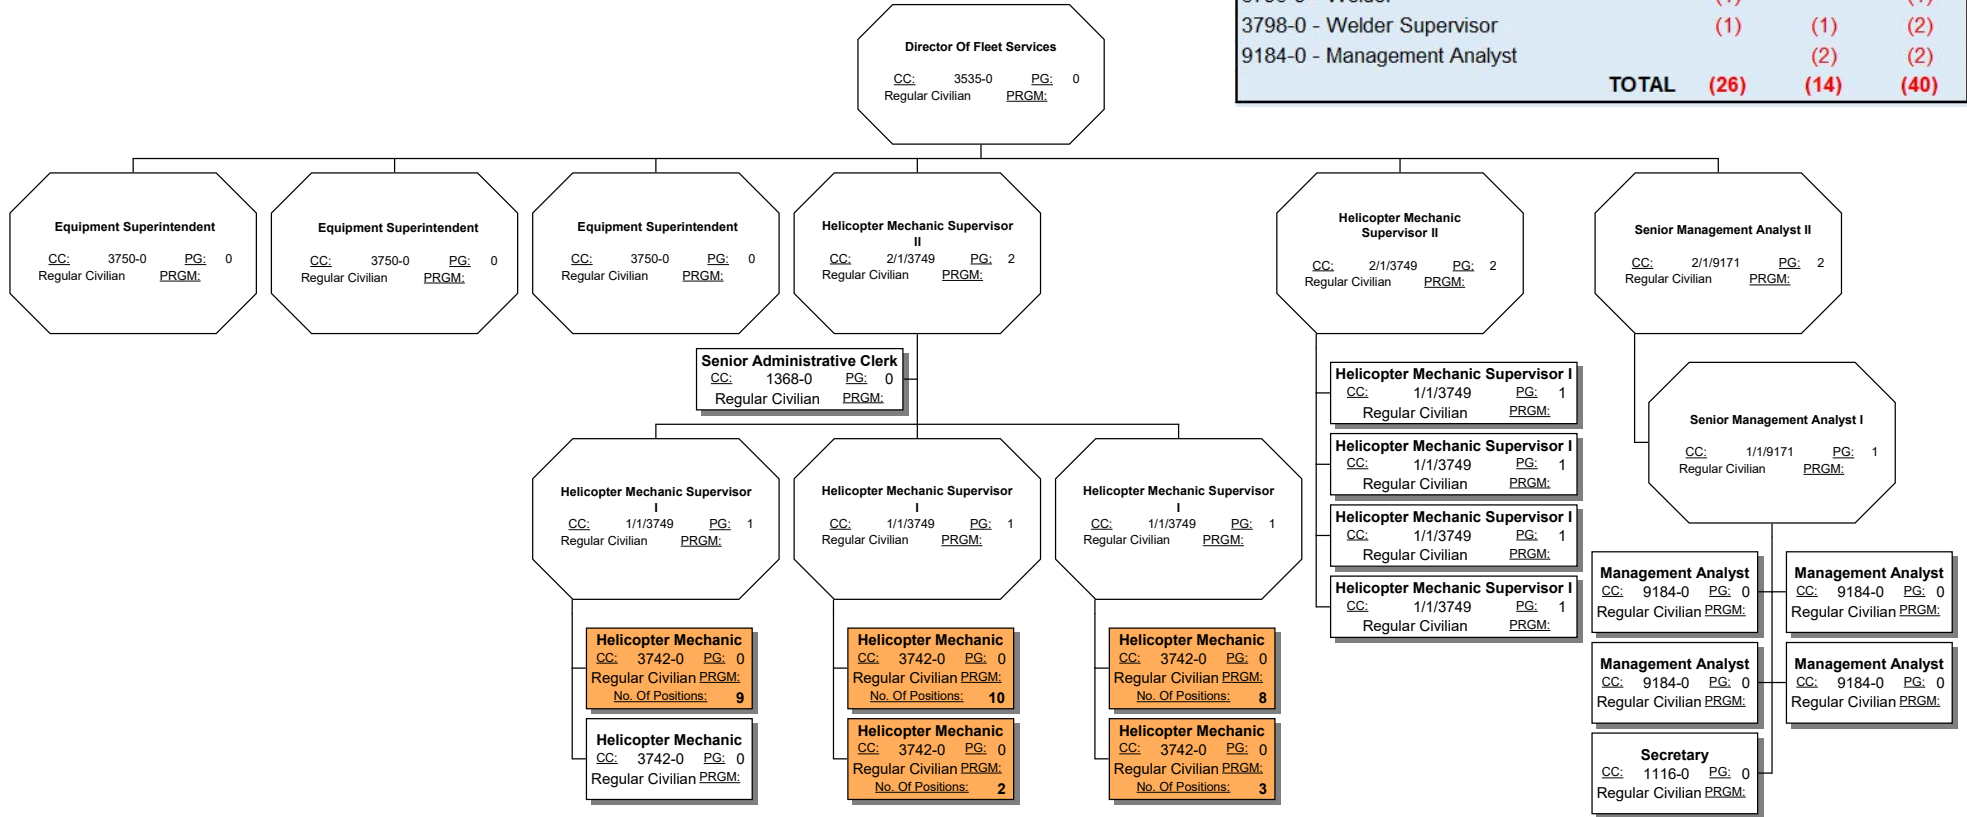 3798-0 - Welder Supervisor (1) (1) (2)
9184-0 - Management Analyst (2) (2)
TOTAL (26) (14) (40)
Director Of Fleet Services
CC: 3535-0 PG: 0
Regular Civilian PRGM:
Equipment Superintendent
CC: 3750-0 PG: 0
Regular Civilian PRGM:
Equipment Superintendent
CC: 3750-0 PG: 0
Regular Civilian PRGM:
Equipment Superintendent
CC: 3750-0 PG: 0
Regular Civilian PRGM:
Helicopter Mechanic Supervisor
II
CC: 2/1/3749 PG: 2
Regular Civilian PRGM:
Helicopter Mechanic
Supervisor II
CC: 2/1/3749 PG: 2
Regular Civilian PRGM:
Senior Management Analyst II
CC: 2/1/9171 PG: 2
Regular Civilian PRGM:
Senior Administrative Clerk
CC: 1368-0 PG: 0
Regular Civilian PRGM:
Helicopter Mechanic Supervisor
I
CC: 1/1/3749 PG: 1
Regular Civilian PRGM:
Helicopter Mechanic Supervisor
I
CC: 1/1/3749 PG: 1
Regular Civilian PRGM:
Helicopter Mechanic Supervisor
I
CC: 1/1/3749 PG: 1
Regular Civilian PRGM:
Helicopter Mechanic
CC: 3742-0 PG: 0
Regular Civilian PRGM:
No. Of Positions: 9
Helicopter Mechanic
CC: 3742-0 PG: 0
Regular Civilian PRGM:
Helicopter Mechanic
CC: 3742-0 PG: 0
Regular Civilian PRGM:
No. Of Positions: 10
Helicopter Mechanic
CC: 3742-0 PG: 0
Regular Civilian PRGM:
No. Of Positions: 2
Helicopter Mechanic
CC: 3742-0 PG: 0
Regular Civilian PRGM:
No. Of Positions: 8
Helicopter Mechanic
CC: 3742-0 PG: 0
Regular Civilian PRGM:
No. Of Positions: 3
Helicopter Mechanic Supervisor I
CC: 1/1/3749 PG: 1
Regular Civilian PRGM:
Helicopter Mechanic Supervisor I
CC: 1/1/3749 PG: 1
Regular Civilian PRGM:
Helicopter Mechanic Supervisor I
CC: 1/1/3749 PG: 1
Regular Civilian PRGM:
Helicopter Mechanic Supervisor I
CC: 1/1/3749 PG: 1
Regular Civilian PRGM:
Senior Management Analyst I
CC: 1/1/9171 PG: 1
Regular Civilian PRGM:
Management Analyst
CC: 9184-0 PG: 0
Regular Civilian PRGM:
Management Analyst
CC: 9184-0 PG: 0
Regular Civilian PRGM:
Management Analyst
CC: 9184-0 PG: 0
Regular Civilian PRGM:
Management Analyst
CC: 9184-0 PG: 0
Regular Civilian PRGM:
Secretary
CC: 1116-0 PG: 0
Regular Civilian PRGM: